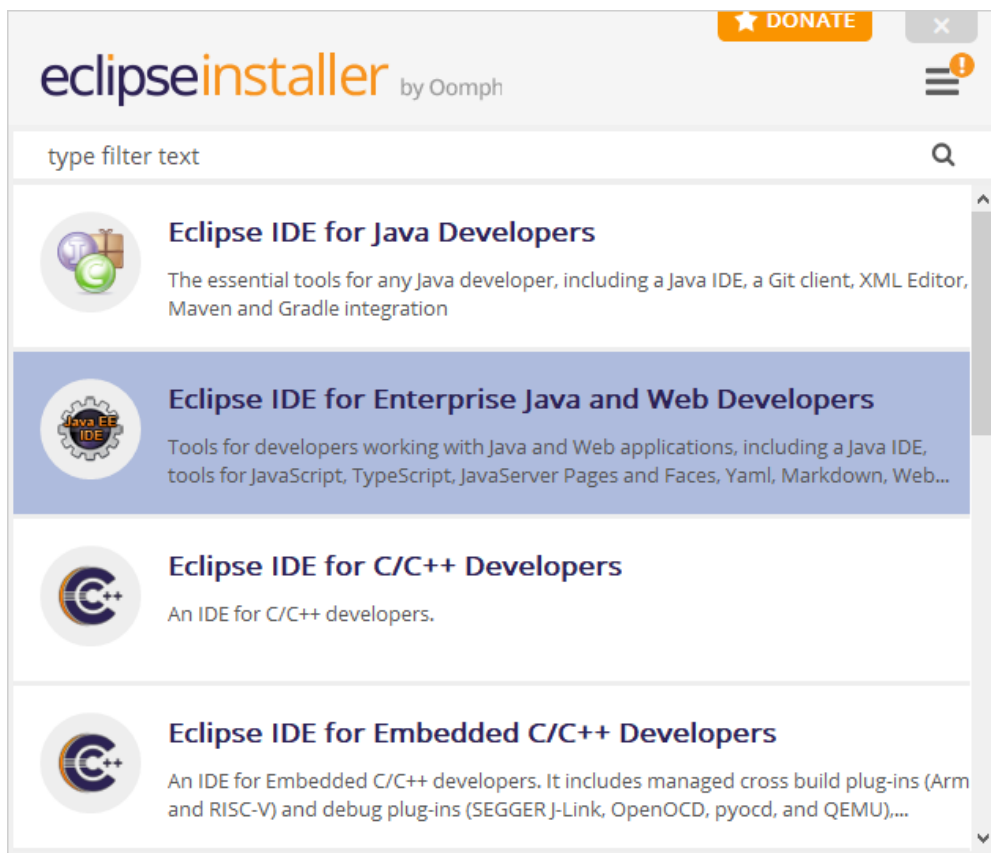 DONATE
eclipseinstaller by Oomph
type filter text
Eclipse IDE for Java Developers
The essential tools for any Java developer, including a Java IDE, a Git client, XML Editor,
Maven and Gradle integration
Java EE
IDE
Eclipse IDE for Enterprise Java and Web Developers
Tools for developers working with Java and Web applications, including a Java IDE,
tools for JavaScript, TypeScript, JavaServer Pages and Faces, Yaml, Markdown, Web...
C++
Eclipse IDE for C/C++ Developers
An IDE for C/C++ developers.
C++
Eclipse IDE for Embedded C/C++ Developers
An IDE for Embedded C/C++ developers. It includes managed cross build plug-ins (Arm
and RISC-V) and debug plug-ins (SEGGER J-Link, OpenOCD, pyocd, and QEMU),...